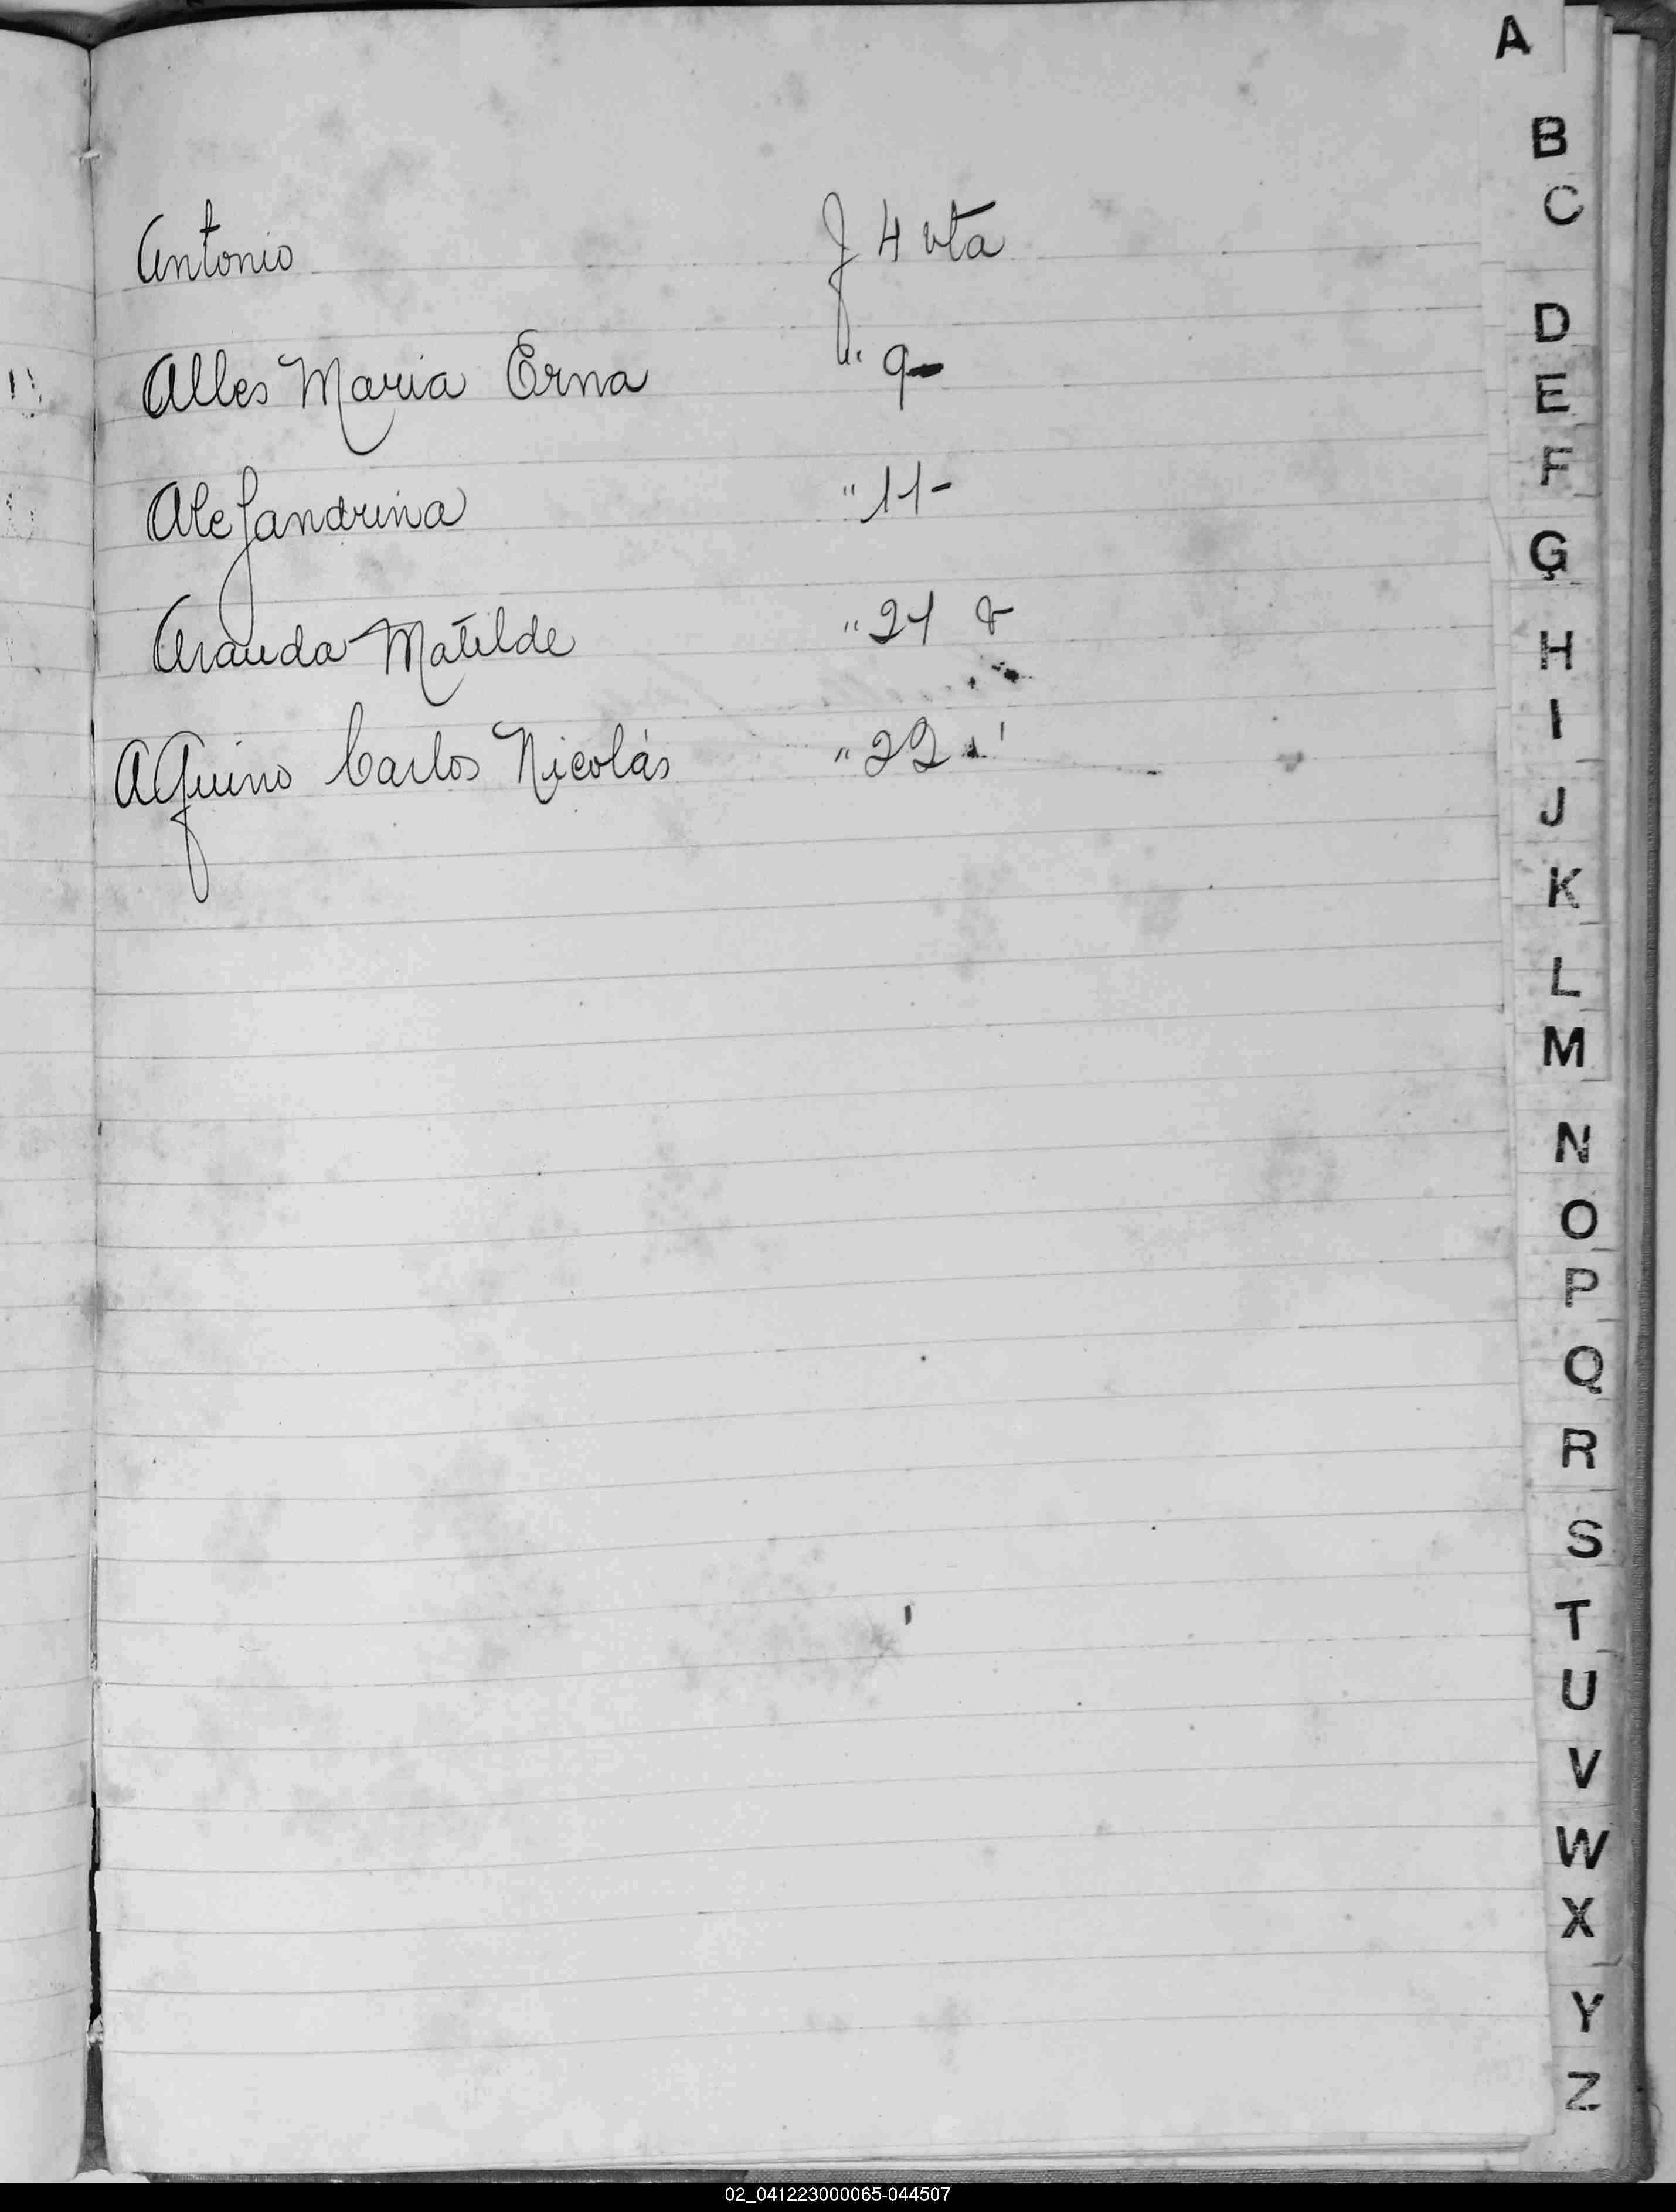 A
B
C
D
E
F
G
H
I
J
K
L
M
N
O
P
Q
R
S
T
U
V
W
X
Y
Z
Antonio f 4 vta
Alles Maria Erna " 9-
Alejandrina " 11-
Aranda Matilde " 21 v
Aquino Carlos Nicolás " 22
02_041223000065-044507